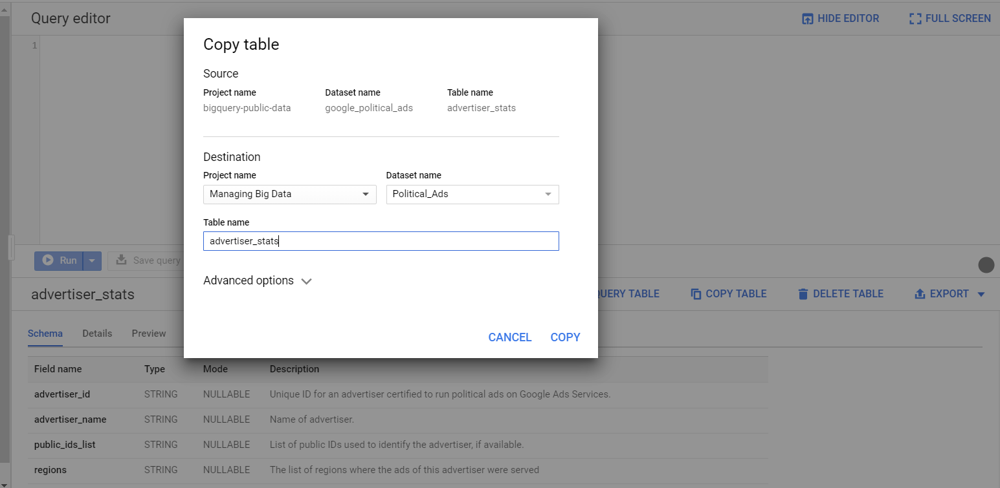 Query editor
HIDE EDITOR
FULL SCREEN
1
Copy table
Source
Project name Dataset name Table name
bigquery-public-data google_political_ads advertiser_stats
Destination
Project name Dataset name
Managing Big Data Political_Ads
Table name
advertiser_stats
Advanced options
CANCEL COPY
Run Save query
advertiser_stats
QUERY TABLE COPY TABLE DELETE TABLE EXPORT
Schema Details Preview
Field name Type Mode Description
advertiser_id STRING NULLABLE Unique ID for an advertiser certified to run political ads on Google Ads Services.
advertiser_name STRING NULLABLE Name of advertiser.
public_ids_list STRING NULLABLE List of public IDs used to identify the advertiser, if available.
regions STRING NULLABLE The list of regions where the ads of this advertiser were served